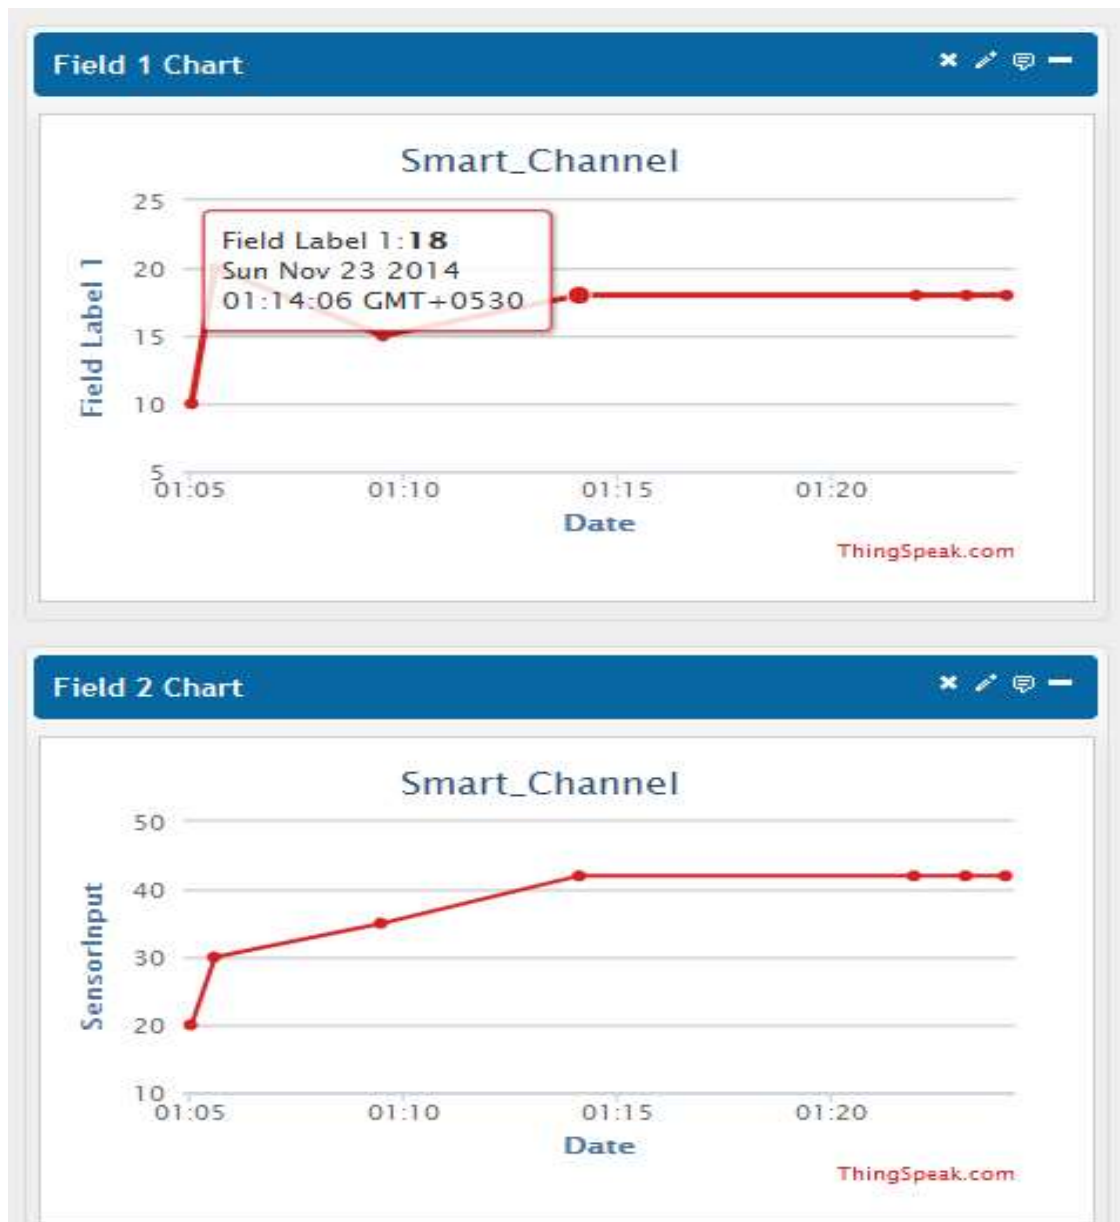 Field 1 Chart
Smart_Channel
25
20
15
10
5
Field Label 1
Field Label 1:18
Sun Nov 23 2014
01:14:06 GMT+0530
01:05 01:10 01:15 01:20
Date
ThingSpeak.com
Field 2 Chart
Smart_Channel
50
40
30
20
10
SensorInput
01:05 01:10 01:15 01:20
Date
ThingSpeak.com